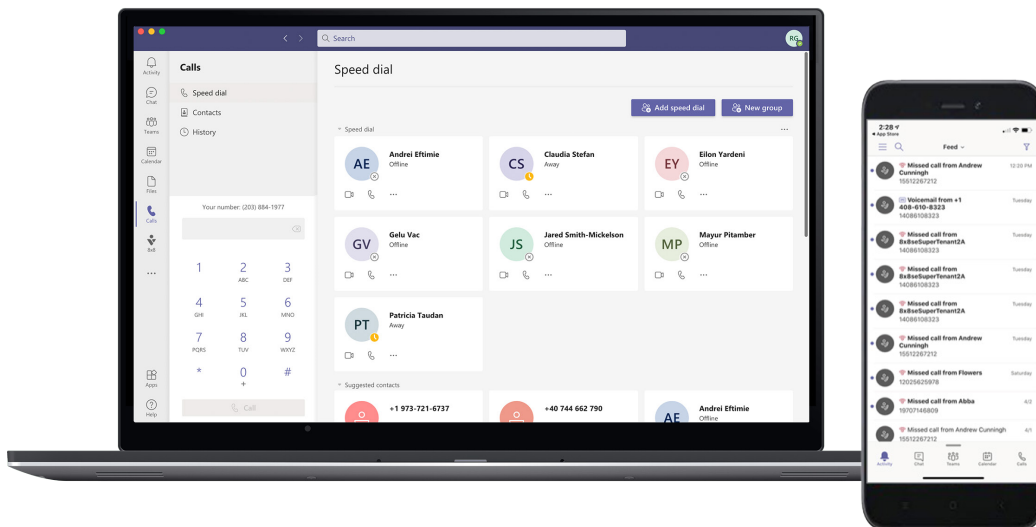 Search
RG
Activity
Chat
Teams
Calendar
Files
Calls
8x8
Apps
Help
Calls
Speed dial
Contacts
History
Your number: (203) 884-1977
1 2 3
ABC DEF
4 5 6
GHI JKL MNO
7 8 9
PQRS TUV WXYZ
* 0 #
+
Call
Speed dial
Add speed dial
New group
Speed dial
AE
Andrei Eftimie
Offline
CS
Claudia Stefan
Away
EY
Eilon Yardeni
Offline
GV
Gelu Vac
Offline
JS
Jared Smith-Mickelson
Offline
MP
Mayur Pitamber
Offline
PT
Patricia Taudan
Away
Suggested contacts
+1 973-721-6737
+40 744 662 790
AE
Andrei Eftimie
Offline
2:28
App Store
Feed
Missed call from Andrew 12:20 PM
Cunningh
15512267212
Voicemail from +1 Tuesday
408-610-8323
14086108323
Missed call from Tuesday
8x8seSuperTenant2A
14086108323
Missed call from Tuesday
8x8seSuperTenant2A
14086108323
Missed call from Tuesday
8x8seSuperTenant2A
14086108323
Missed call from Andrew Tuesday
Cunningh
15512267212
Missed call from Flowers Saturday
12025625978
Missed call from Abba 4/2
19707146809
Missed call from Andrew Cunningh 4/1
15512267212
Activity
Chat
Teams
Calendar
Calls